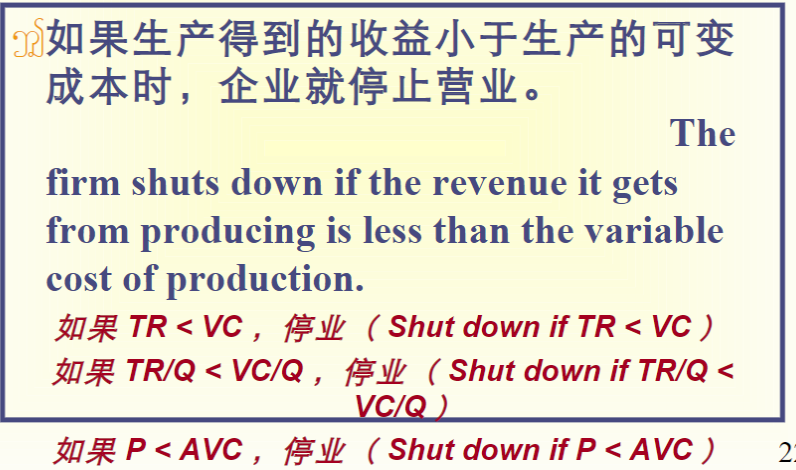 如果生产得到的收益小于生产的可变
成本时，企业就停止营业。
The
firm shuts down if the revenue it gets
from producing is less than the variable
cost of production.
如果 TR < VC ，停业 （ Shut down if TR < VC ）
如果 TR/Q < VC/Q ，停业 （ Shut down if TR/Q <
VC/Q ）
如果 P < AVC ，停业 （ Shut down if P < AVC ）